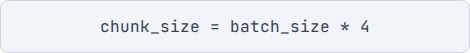 chunk_size = batch_size * 4